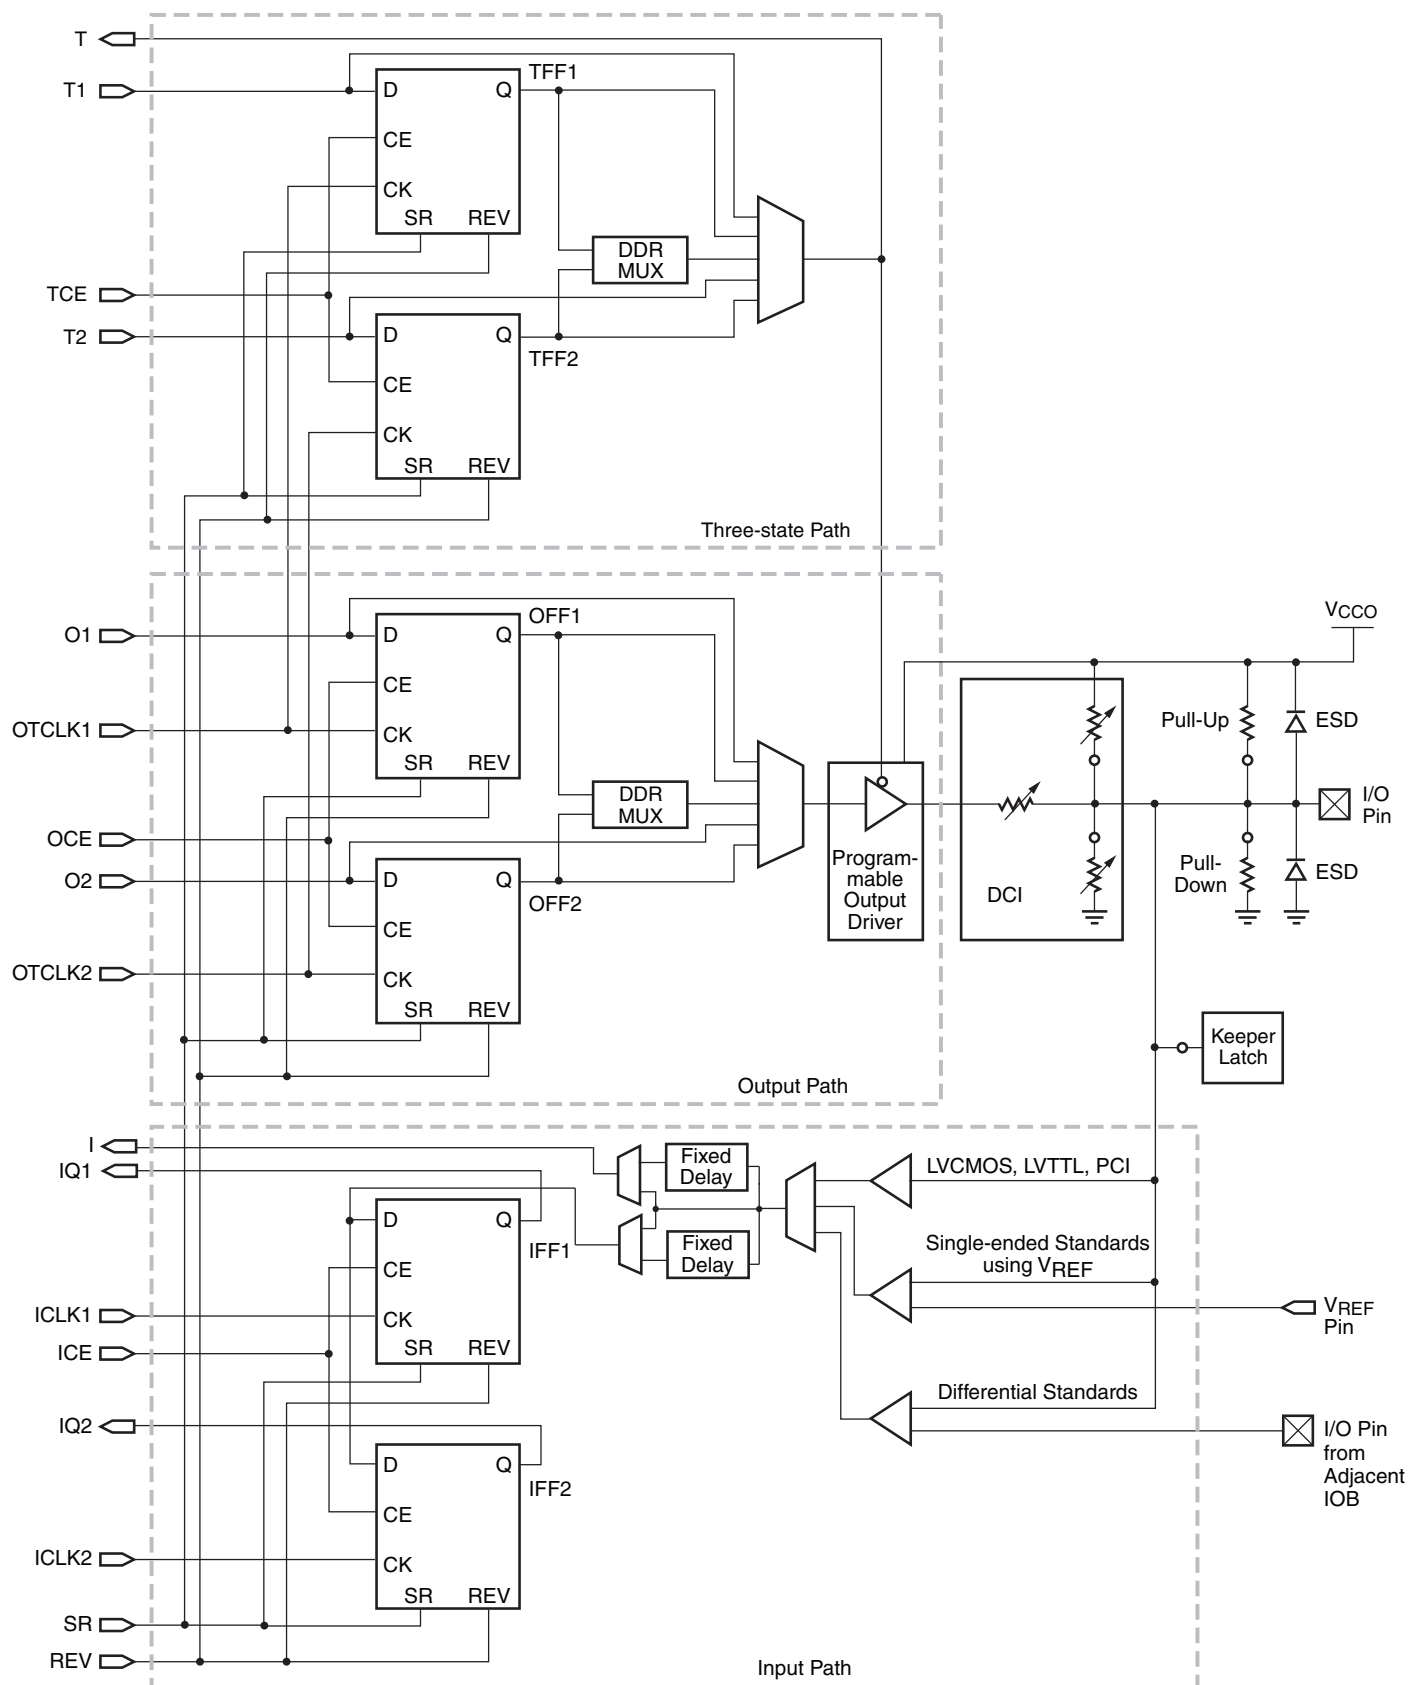 T
T1
D
Q
TFF1
CE
CK
SR
REV
DDR
MUX
TCE
T2
D
Q
TFF2
CE
CK
SR
REV
Three-state Path
O1
D
Q
OFF1
CE
OTCLK1
CK
SR
REV
DDR
MUX
OCE
O2
D
Q
OFF2
CE
OTCLK2
CK
SR
REV
Program-
mable
Output
Driver
DCI
VCCO
Pull-Up
ESD
I/O
Pin
Pull-
Down
ESD
Keeper
Latch
Output Path
I
IQ1
Fixed
Delay
LVCMOS, LVTTL, PCI
D
Q
IFF1
CE
Fixed
Delay
Single-ended Standards
using VREF
ICLK1
CK
VREF
Pin
SR
REV
ICE
Differential Standards
IQ2
I/O Pin
from
Adjacent
IOB
D
Q
IFF2
CE
ICLK2
CK
SR
REV
SR
REV
Input Path